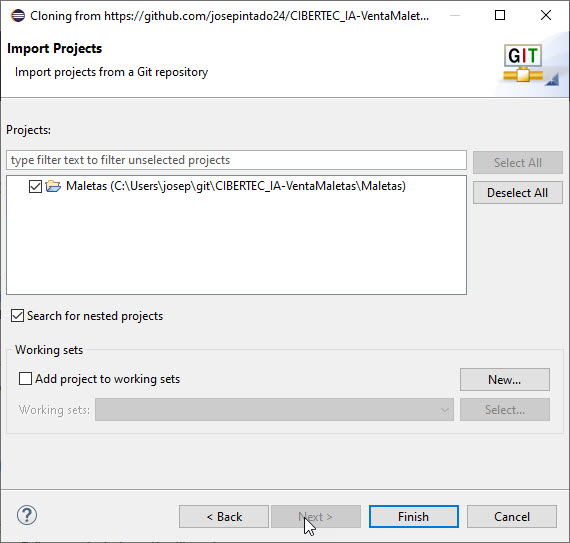 Cloning from https://github.com/josepintado24/CIBERTEC_IA-VentaMalet...
Import Projects
Import projects from a Git repository
GIT
Projects:
type filter text to filter unselected projects
Select All
Maletas (C:\Users\josep\git\CIBERTEC_IA-VentaMaletas\Maletas)
Deselect All
Search for nested projects
Working sets
Add project to working sets
New...
Working sets:
Select...
?
< Back
Next >
Finish
Cancel